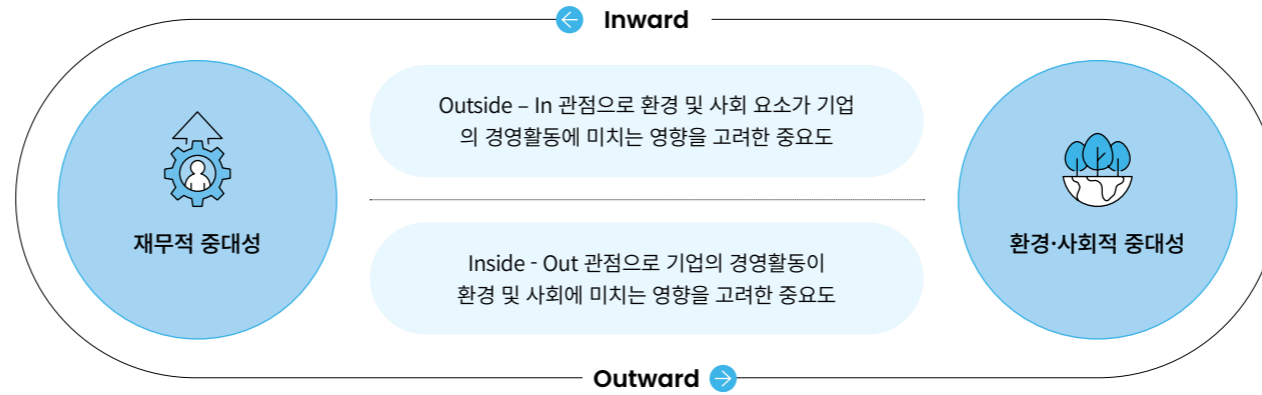 Inward
Outside – In 관점으로 환경 및 사회 요소가 기업
의 경영활동에 미치는 영향을 고려한 중요도
재무적 중대성
환경·사회적 중대성
Inside - Out 관점으로 기업의 경영활동이
환경 및 사회에 미치는 영향을 고려한 중요도
Outward